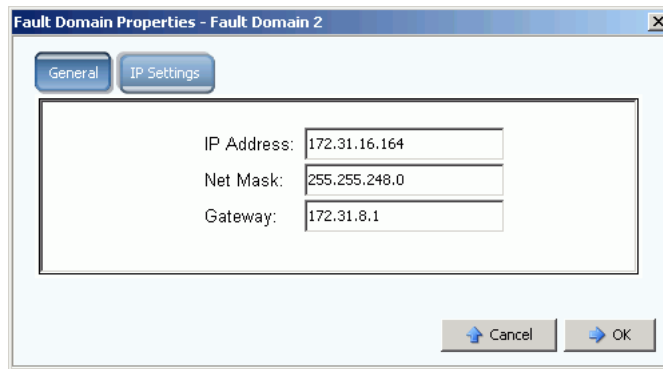 Fault Domain Properties - Fault Domain 2
General IP Settings
IP Address: 172.31.16.164
Net Mask: 255.255.248.0
Gateway: 172.31.8.1
Cancel OK